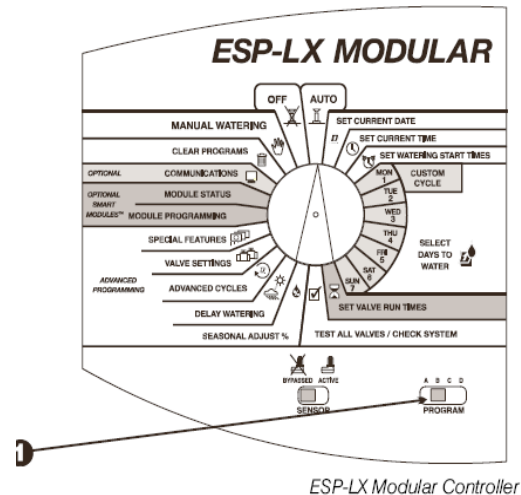 ESP-LX MODULAR
OFF
AUTO
MANUAL WATERING
CLEAR PROGRAMS
OPTIONAL
COMMUNICATIONS
OPTIONAL
SMART
MODULES™
MODULE STATUS
MODULE PROGRAMMING
SPECIAL FEATURES
VALVE SETTINGS
ADVANCED
PROGRAMMING
ADVANCED CYCLES
DELAY WATERING
SEASONAL ADJUST %
SET CURRENT DATE
SET CURRENT TIME
SET WATERING START TIMES
MON
1
CUSTOM
CYCLE
TUE
2
WED
3
THU
4
FRI
5
SAT
6
SUN
7
SELECT
DAYS TO
WATER
SET VALVE RUN TIMES
TEST ALL VALVES / CHECK SYSTEM
BYPASSED ACTIVE
SENSOR
A B C D
PROGRAM
1
ESP-LX Modular Controller